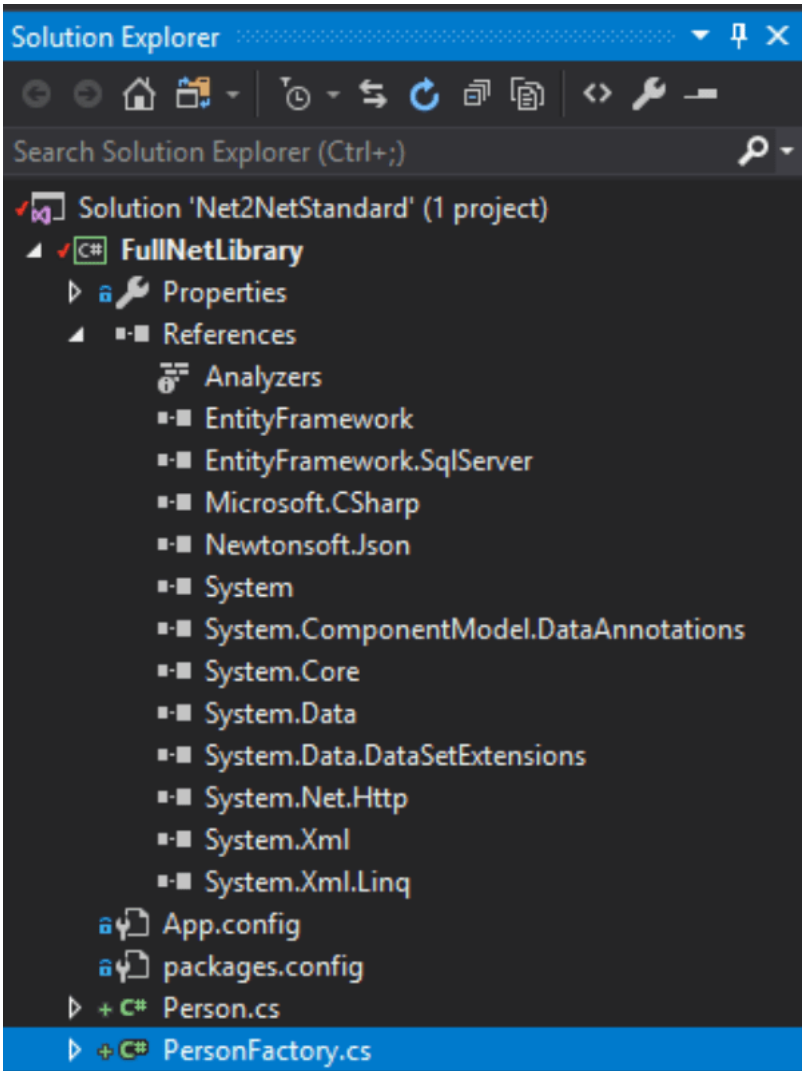 Solution Explorer
Search Solution Explorer (Ctrl+;)
Solution 'Net2NetStandard' (1 project)
C# FullNetLibrary
Properties
References
Analyzers
EntityFramework
EntityFramework.SqlServer
Microsoft.CSharp
Newtonsoft.Json
System
System.ComponentModel.DataAnnotations
System.Core
System.Data
System.Data.DataSetExtensions
System.Net.Http
System.Xml
System.Xml.Linq
App.config
packages.config
+ C# Person.cs
+ C# PersonFactory.cs